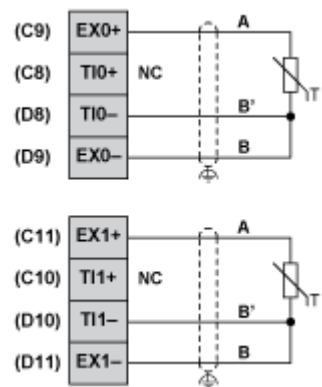 (C9) EX0+ A
(C8) TI0+ NC
(D8) TI0– B'
(D9) EX0– B
T
(C11) EX1+ A
(C10) TI1+ NC
(D10) TI1– B'
(D11) EX1– B
T